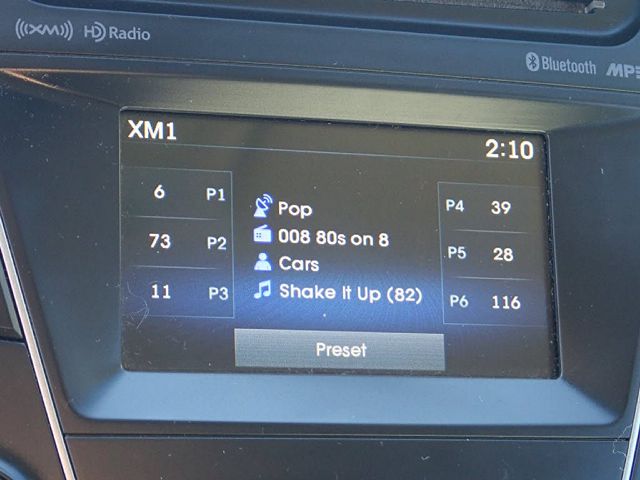 ((XM)) HD Radio
Bluetooth MP3
XM1 2:10
6 P1
73 P2
11 P3
Pop
008 80s on 8
Cars
Shake It Up (82)
P4 39
P5 28
P6 116
Preset